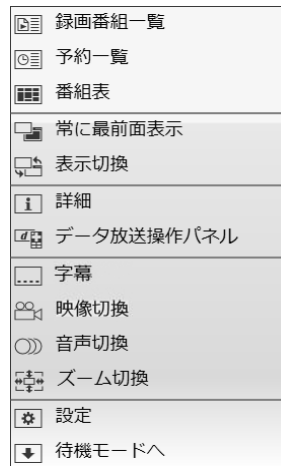 録画番組一覧
予約一覧
番組表
常に最前面表示
表示切換
詳細
データ放送操作パネル
字幕
映像切換
音声切換
ズーム切換
設定
待機モードへ